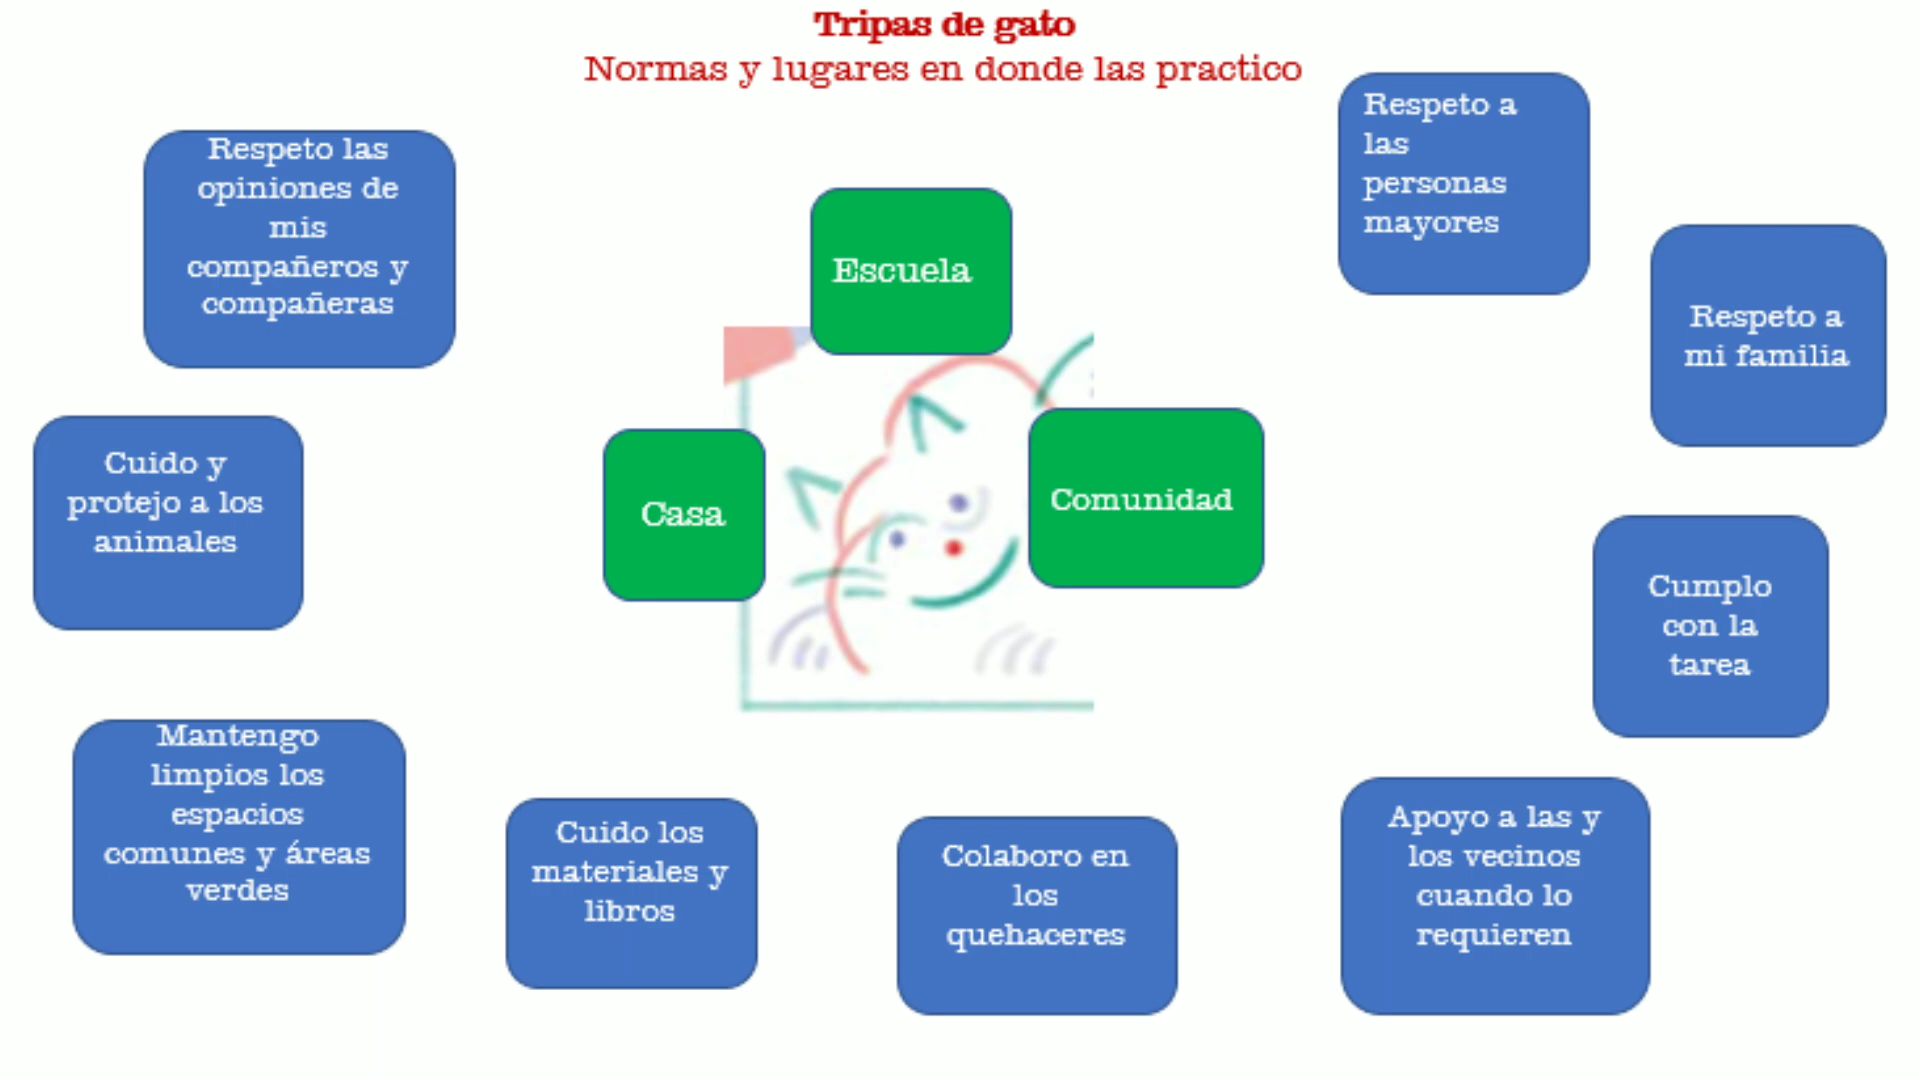 Tripas de gato
Normas y lugares en donde las practico
Respeto las
opiniones de
mis
compañeros y
compañeras
Escuela
Respeto a
las
personas
mayores
Respeto a
mi familia
Cuido y
protejo a los
animales
Casa
Comunidad
Cumplo
con la
tarea
Mantengo
limpios los
espacios
comunes y áreas
verdes
Cuido los
materiales y
libros
Colaboro en
los
quehaceres
Apoyo a las y
los vecinos
cuando lo
requieren